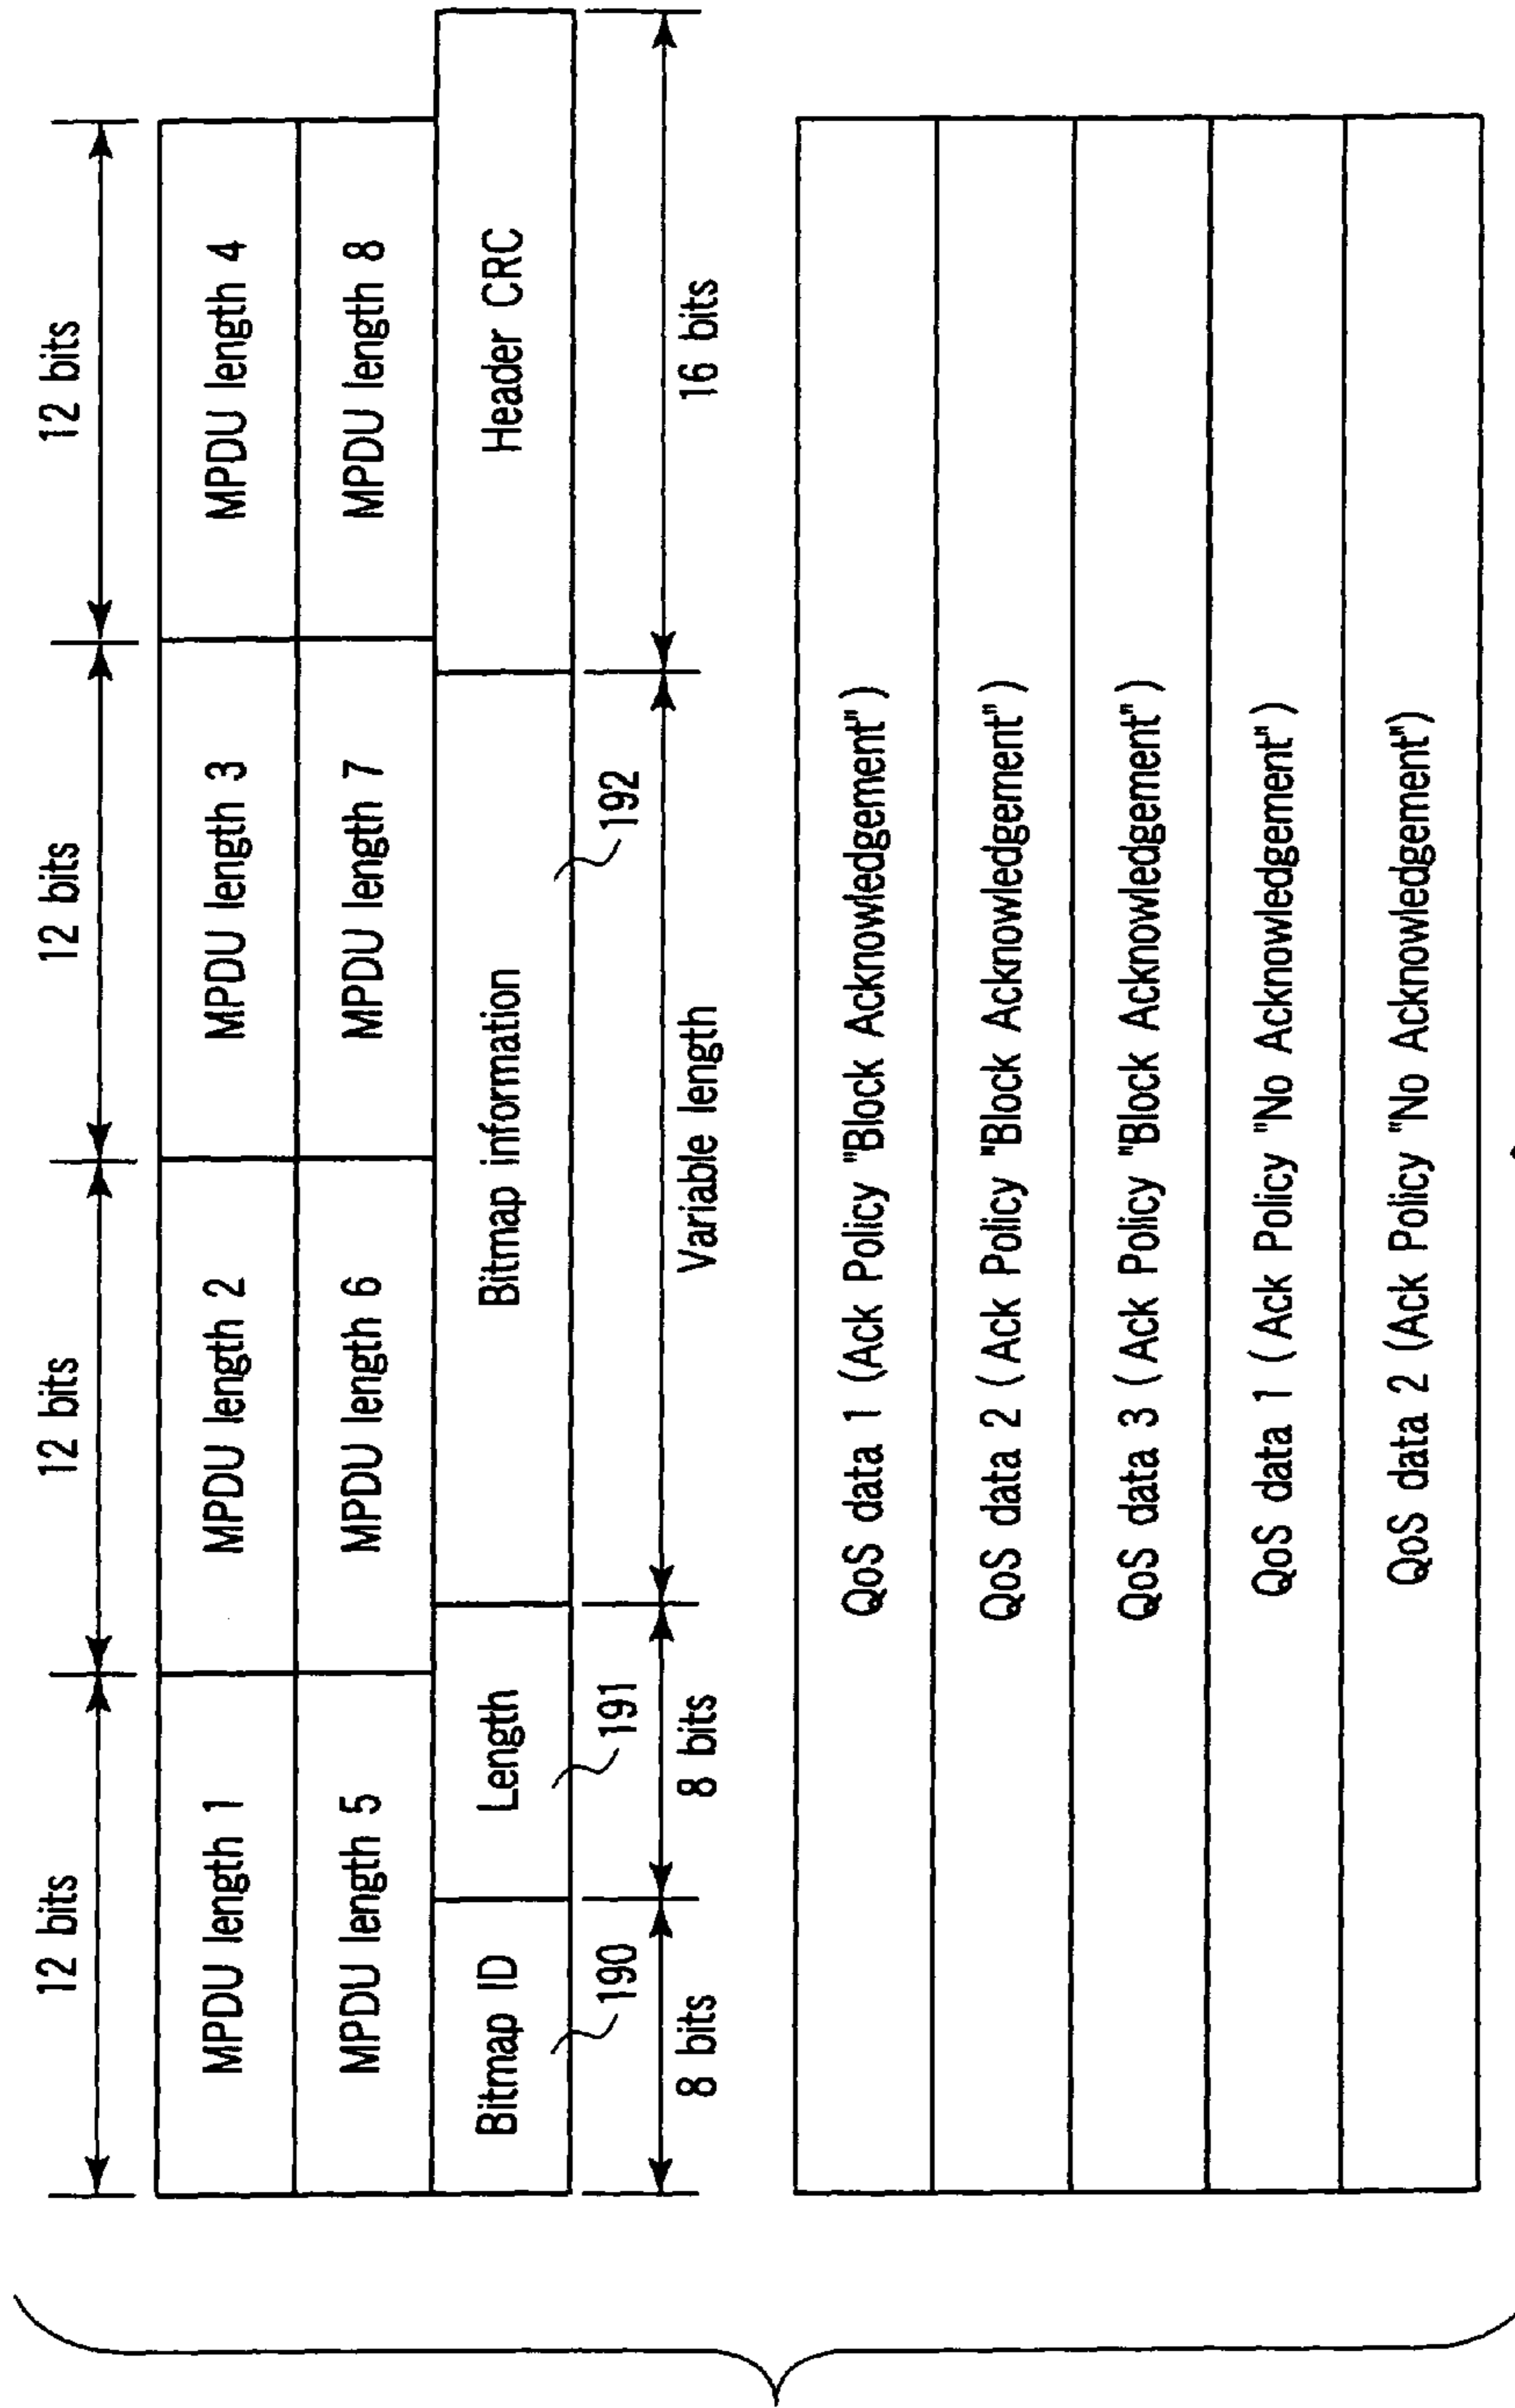 12 bits 12 bits 12 bits 12 bits
MPDU length 1 MPDU length 2 MPDU length 3 MPDU length 4
MPDU length 5 MPDU length 6 MPDU length 7 MPDU length 8
Bitmap ID Length Bitmap information Header CRC
190 191 192
8 bits 8 bits Variable length 16 bits
QoS data 1 (Ack Policy "Block Acknowledgement")
QoS data 2 (Ack Policy "Block Acknowledgement")
QoS data 3 (Ack Policy "Block Acknowledgement")
QoS data 1 (Ack Policy "No Acknowledgement")
QoS data 2 (Ack Policy "No Acknowledgement")